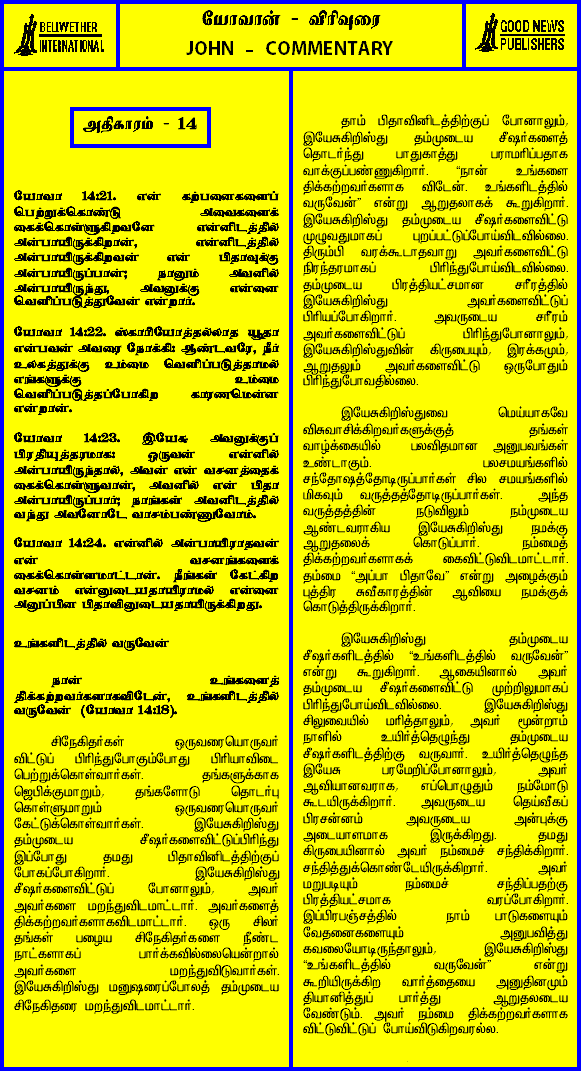 BELLWETHER
INTERNATIONAL
யோவான் - விரிவுரை
JOHN - COMMENTARY
GOOD NEWS
PUBLISHERS
அதிகாரம் - 14
யோவா 14:21. என் கற்பனைகளைப்
பெற்றுக்கொண்டு அவைகளைக்
கைக்கொள்ளுகிறவனே என்னிடத்தில்
அன்பாயிருக்கிறான், என்னிடத்தில்
அன்பாயிருக்கிறவன் என் பிதாவுக்கு
அன்பாயிருப்பான்; நானும் அவனில்
அன்பாயிருந்து, அவனுக்கு என்னை
வெளிப்படுத்துவேன் என்றார்.
யோவா 14:22. ஸ்காரியோத்தல்லாத யூதா
என்பவன் அவரை நோக்கி: ஆண்டவரே, நீர்
உலகத்துக்கு உம்மை வெளிப்படுத்தாமல்
எங்களுக்கு உம்மை
வெளிப்படுத்தப்போகிற காரணமென்ன
என்றான்.
யோவா 14:23. இயேசு அவனுக்குப்
பிரதியுத்தரமாக: ஒருவன் என்னில்
அன்பாயிருந்தால், அவன் என் வசனத்தைக்
கைக்கொள்ளுவான், அவனில் என் பிதா
அன்பாயிருப்பார்; நாங்கள் அவனிடத்தில்
வந்து அவனோடே வாசம்பண்ணுவோம்.
யோவா 14:24. என்னில் அன்பாயிராதவன்
என் வசனங்களைக்
கைக்கொள்ளமாட்டான். நீங்கள் கேட்கிற
வசனம் என்னுடையதாயிராமல் என்னை
அனுப்பின பிதாவினுடையதாயிருக்கிறது.
உங்களிடத்தில் வருவேன்
நான் உங்களைத்
திக்கற்றவர்களாகவிடேன், உங்களிடத்தில்
வருவேன் (யோவா 14:18).
சிநேகிதர்கள் ஒருவரையொருவர்
விட்டுப் பிரிந்துபோகும்போது பிரியாவிடை
பெற்றுக்கொள்வார்கள். தங்களுக்காக
ஜெபிக்குமாறும், தங்களோடு தொடர்பு
கொள்ளுமாறும் ஒருவரையொருவர்
கேட்டுக்கொள்வார்கள். இயேசுகிறிஸ்து
தம்முடைய சீஷர்களைவிட்டுப்பிரிந்து
இப்போது தமது பிதாவினிடத்திற்குப்
போகப்போகிறார். இயேசுகிறிஸ்து
சீஷர்களைவிட்டுப் போனாலும், அவர்
அவர்களை மறந்துவிடமாட்டார். அவர்களைத்
திக்கற்றவர்களாகவிடமாட்டார். ஒரு சிலர்
தங்கள் பழைய சிநேகிதர்களை நீண்ட
நாட்களாகப் பார்க்கவில்லையென்றால்
அவர்களை மறந்துவிடுவார்கள்.
இயேசுகிறிஸ்து மனுஷரைப்போலத் தம்முடைய
சிநேகிதரை மறந்துவிடமாட்டார்.
தாம் பிதாவினிடத்திற்குப் போனாலும்,
இயேசுகிறிஸ்து தம்முடைய சீஷர்களைத்
தொடர்ந்து பாதுகாத்து பராமரிப்பதாக
வாக்குப்பண்ணுகிறார். “நான் உங்களை
திக்கற்றவர்களாக விடேன். உங்களிடத்தில்
வருவேன்” என்று ஆறுதலாகக் கூறுகிறார்.
இயேசுகிறிஸ்து தம்முடைய சீஷர்களைவிட்டு
முழுவதுமாகப் புறப்பட்டுப்போய்விடவில்லை.
திரும்பி வரக்கூடாதவாறு அவர்களைவிட்டு
நிரந்தரமாகப் பிரிந்துபோய்விடவில்லை.
தம்முடைய பிரத்தியட்சமான சரீரத்தில்
இயேசுகிறிஸ்து அவர்களைவிட்டுப்
பிரியப்போகிறார். அவருடைய சரீரம்
அவர்களைவிட்டுப் பிரிந்துபோனாலும்,
இயேசுகிறிஸ்துவின் கிருபையும், இரக்கமும்,
ஆறுதலும் அவர்களைவிட்டு ஒருபோதும்
பிரிந்துபோவதில்லை.
இயேசுகிறிஸ்துவை மெய்யாகவே
விசுவாசிக்கிறவர்களுக்குத் தங்கள்
வாழ்க்கையில் பலவிதமான அனுபவங்கள்
உண்டாகும். பலசமயங்களில்
சந்தோஷத்தோடிருப்பார்கள் சில சமயங்களில்
மிகவும் வருத்தத்தோடிருப்பார்கள். அந்த
வருத்தத்தின் நடுவிலும் நம்முடைய
ஆண்டவராகிய இயேசுகிறிஸ்து நமக்கு
ஆறுதலைக் கொடுப்பார். நம்மைத்
திக்கற்றவர்களாகக் கைவிட்டுவிடமாட்டார்.
தம்மை “அப்பா பிதாவே” என்று அழைக்கும்
புத்திர சுவீகாரத்தின் ஆவியை நமக்குக்
கொடுத்திருக்கிறார்.
இயேசுகிறிஸ்து தம்முடைய
சீஷர்களிடத்தில் “உங்களிடத்தில் வருவேன்”
என்று கூறுகிறார். ஆகையினால் அவர்
தம்முடைய சீஷர்களைவிட்டு முற்றிலுமாகப்
பிரிந்துபோய்விடவில்லை. இயேசுகிறிஸ்து
சிலுவையில் மரித்தாலும், அவர் மூன்றாம்
நாளில் உயிர்த்தெழுந்து தம்முடைய
சீஷர்களிடத்திற்கு வருவார். உயிர்த்தெழுந்த
இயேசு பரமேறிப்போனாலும், அவர்
ஆவியானவராக, எப்பொழுதும் நம்மோடு
கூடயிருக்கிறார். அவருடைய தெய்வீகப்
பிரசன்னம் அவருடைய அன்புக்கு
அடையாளமாக இருக்கிறது. தமது
கிருபையினால் அவர் நம்மைச் சந்திக்கிறார்.
சந்தித்துக்கொண்டேயிருக்கிறார். அவர்
மறுபடியும் நம்மைச் சந்திப்பதற்கு
பிரத்தியட்சமாக வரப்போகிறார்.
இப்பிரபஞ்சத்தில் நாம் பாடுகளையும்
வேதனைகளையும் அனுபவித்து
கவலையோடிருந்தாலும், இயேசுகிறிஸ்து
“உங்களிடத்தில் வருவேன்” என்று
கூறியிருக்கிற வார்த்தையை அனுதினமும்
தியானித்துப் பார்த்து ஆறுதலடைய
வேண்டும். அவர் நம்மை திக்கற்றவர்களாக
விட்டுவிட்டுப் போய்விடுகிறவரல்ல.